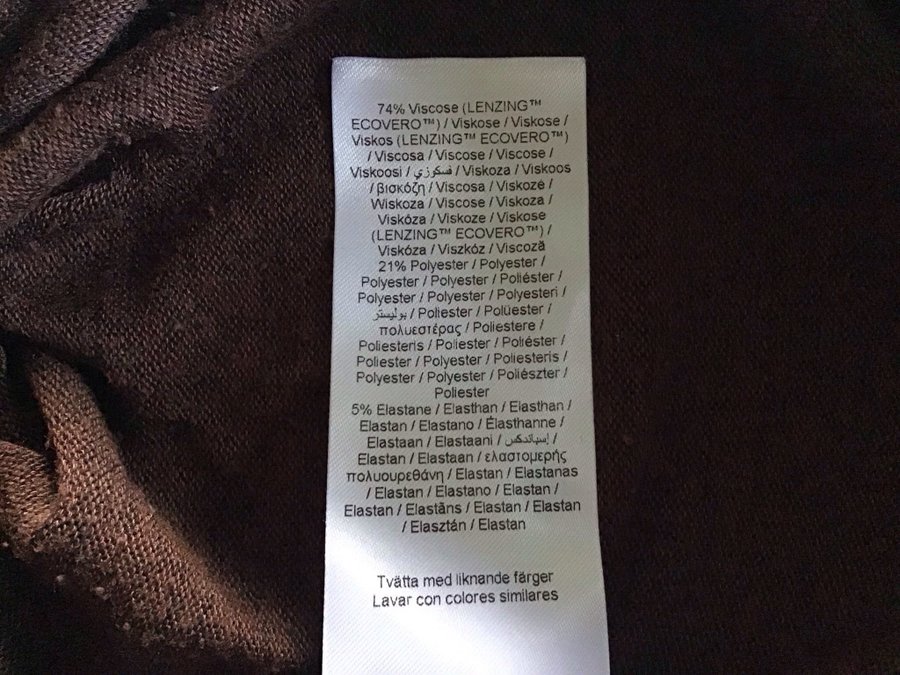 74% Viscose (LENZING™
ECOVERO™) / Viskose / Viskose /
Viskos (LENZING™ ECOVERO™)
/ Viscosa / Viscose / Viscose /
Viskoosi / فسكوزي / Viskoza / Viskoos
/ βισκόζη / Viscosa / Viskozė /
Wiskoza / Viscose / Viskoza /
Viskóza / Viskoze / Viskose
(LENZING™ ECOVERO™) /
Viskóza / Viszkóz / Viscoză
21% Polyester / Polyester /
Polyester / Polyester / Poliéster /
Polyester / Polyester / Polyesteri /
بوليستر / Poliester / Polüester /
πολυεστέρας / Poliestere /
Poliesteris / Poliester / Poliéster /
Poliester / Polyester / Poliesteris /
Polyester / Polyester / Poliészter /
Poliester
5% Elastane / Elasthan / Elasthan /
Elastan / Elastano / Élasthanne /
Elastaan / Elastaani / إسباندكس /
Elastan / Elastaan / ελαστομερής
πολυουρεθάνη / Elastan / Elastanas
/ Elastan / Elastano / Elastan /
Elastan / Elastāns / Elastan / Elastan
/ Elasztán / Elastan
Tvätta med liknande färger
Lavar con colores similares